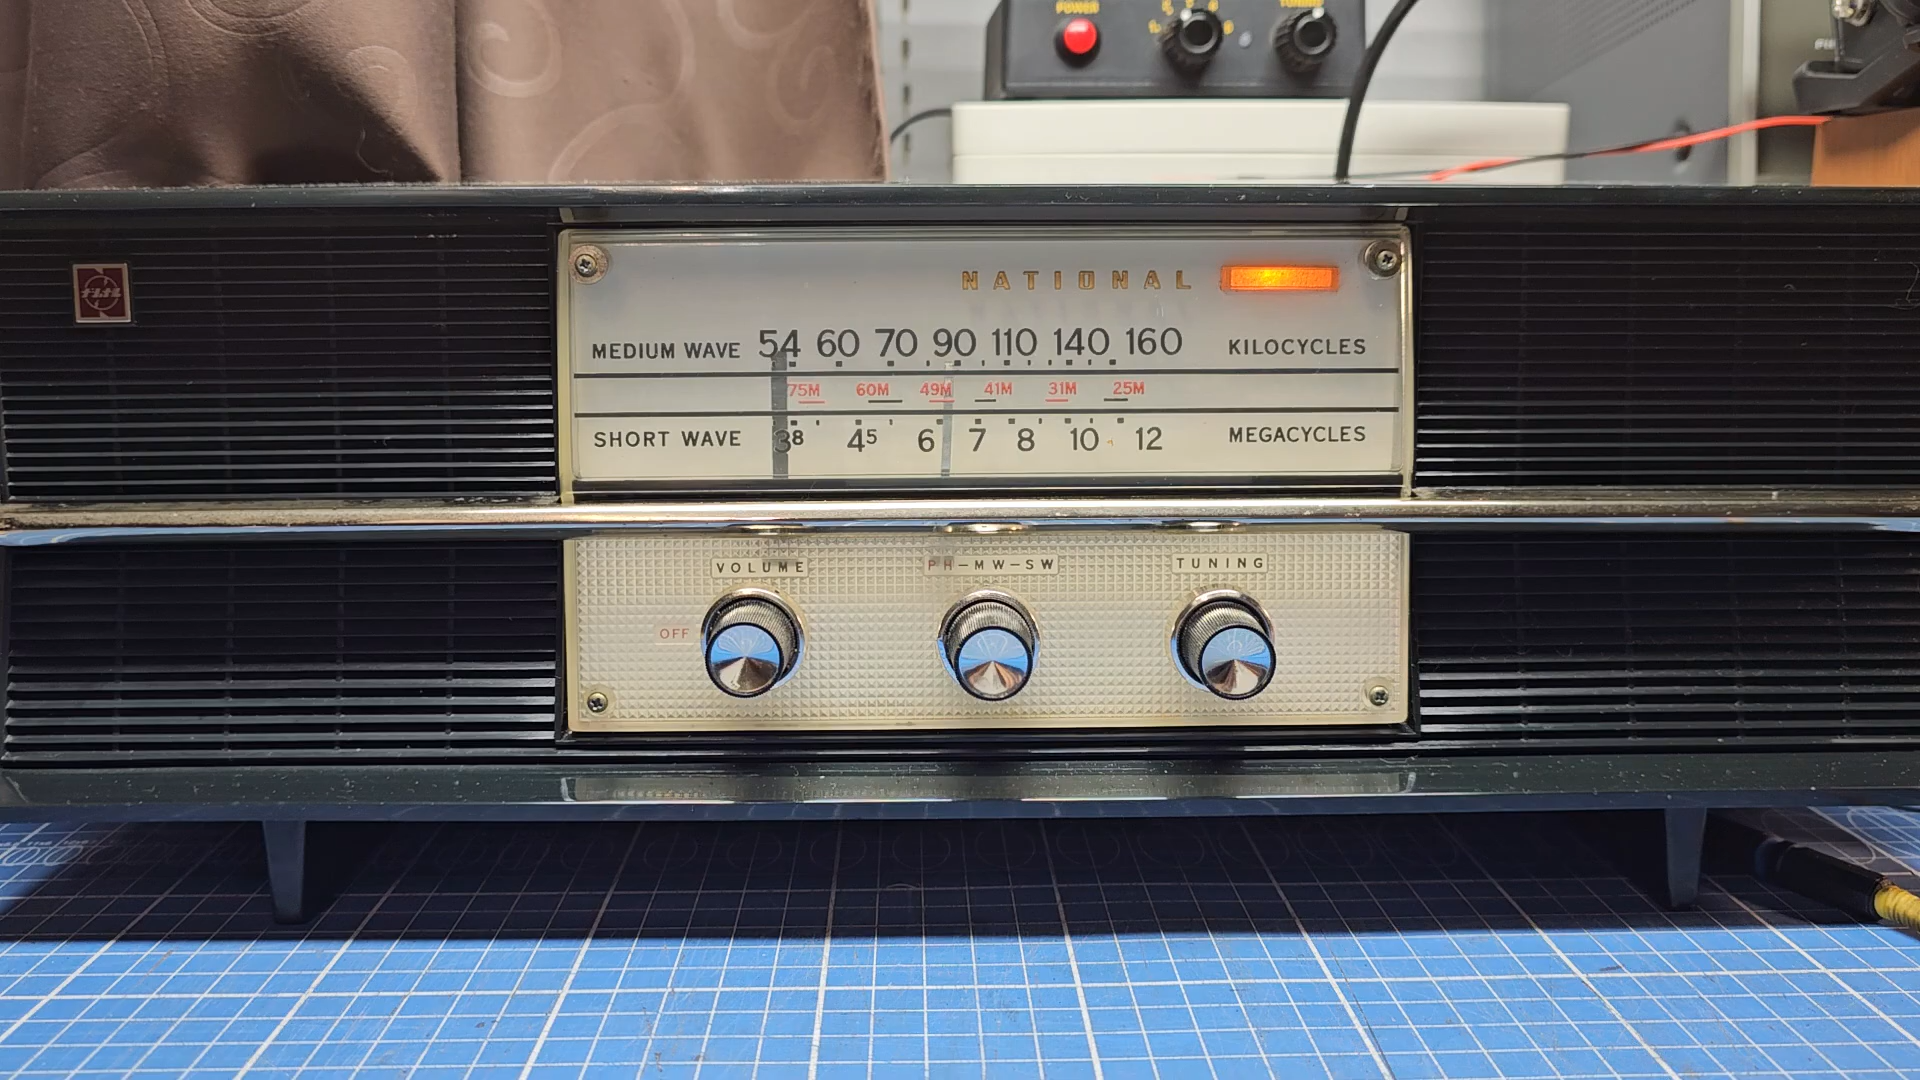 POWER
TUNING
NATIONAL
MEDIUM WAVE 54 60 70 90 110 140 160 KILOCYCLES
75M 60M 49M 41M 31M 25M
SHORT WAVE 38 45 6 7 8 10 12 MEGACYCLES
VOLUME PH-MW-SW TUNING
OFF